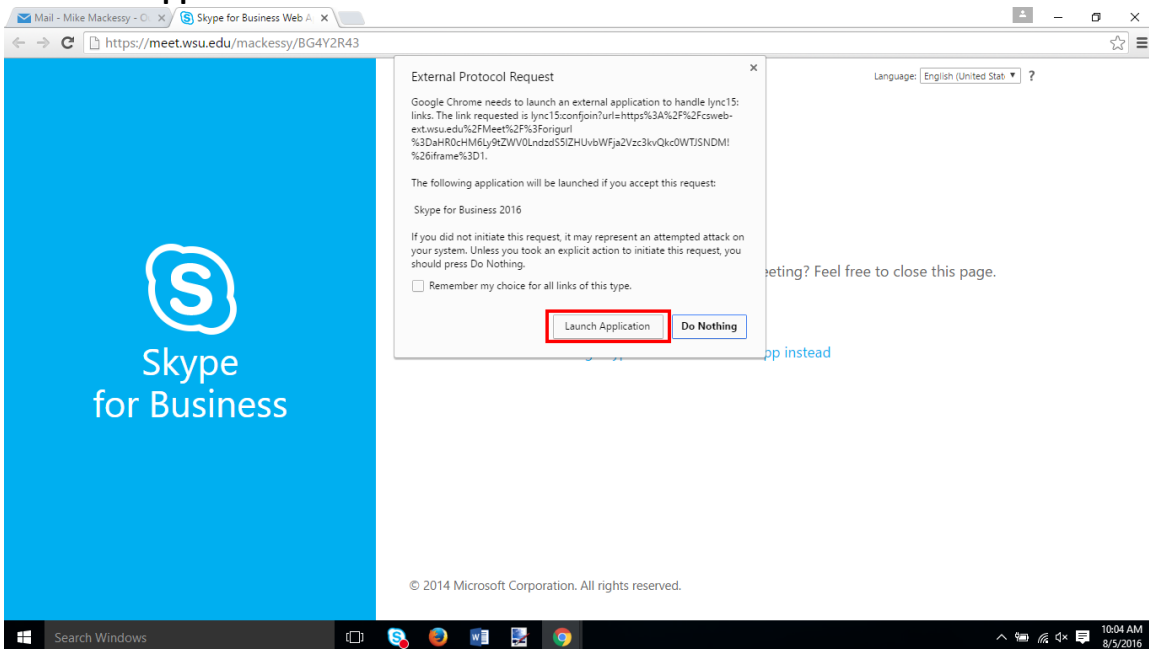 Mail - Mike Mackessy - O
Skype for Business Web A
https://meet.wsu.edu/mackessy/BG4Y2R43
External Protocol Request
Google Chrome needs to launch an external application to handle lync15:
links. The link requested is lync15:confjoin?url=https%3A%2F%2Fcsweb-
ext.wsu.edu%2FMeet%2F%3Forigurl
%3DaHR0cHM6Ly9tZWV0LndzdS5lZHUvbWFja2Vzc3kvQkc0WTJSNDM!
%26iframe%3D1.
The following application will be launched if you accept this request:
Skype for Business 2016
If you did not initiate this request, it may represent an attempted attack on
your system. Unless you took an explicit action to initiate this request, you
should press Do Nothing.
Remember my choice for all links of this type.
Launch Application
Do Nothing
Language: English (United Stat ?
eeting? Feel free to close this page.
pp instead
Skype
for Business
© 2014 Microsoft Corporation. All rights reserved.
Search Windows
10:04 AM
8/5/2016